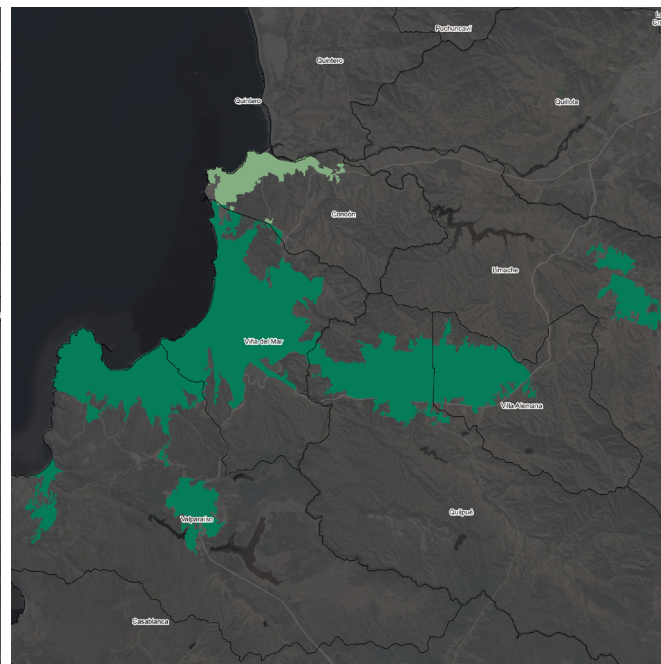 Puchuncaví
Quintero
Quintero
Quillota
Concón
Limache
Viña del Mar
Villa Alemana
Quilpué
Valparaíso
Casablanca